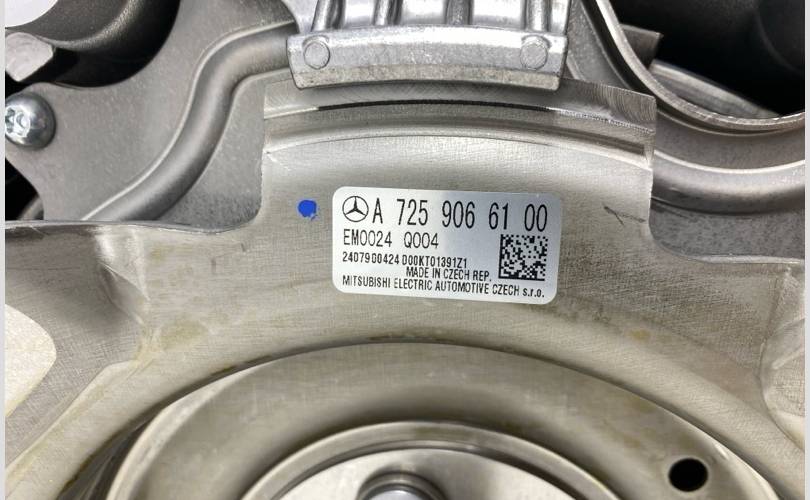 A 725 906 61 00
EM0024 Q004
2407900424 D00KT01391Z1
MADE IN CZECH REP.
MITSUBISHI ELECTRIC AUTOMOTIVE CZECH s.r.o.